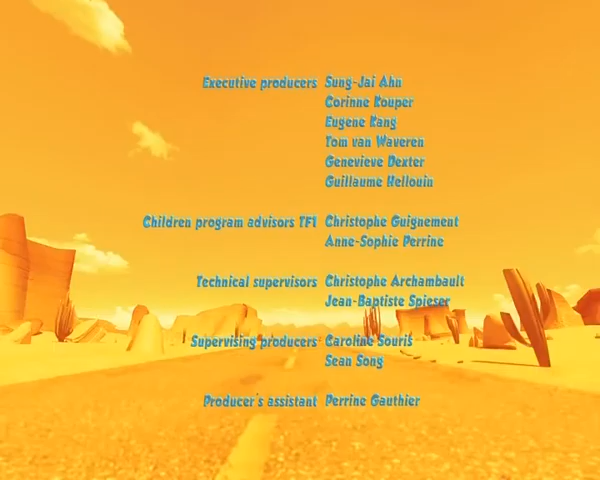 Executive producers Sung-Jai Ahn
Corinne Kouper
Eugene Kang
Tom van Waveren
Genevieve Dexter
Guillaume Hellouin
Children program advisors TF1 Christophe Guignement
Anne-Sophie Perrine
Technical supervisors Christophe Archambault
Jean-Baptiste Spieser
Supervising producers Caroline Souris
Sean Song
Producer's assistant Perrine Gauthier